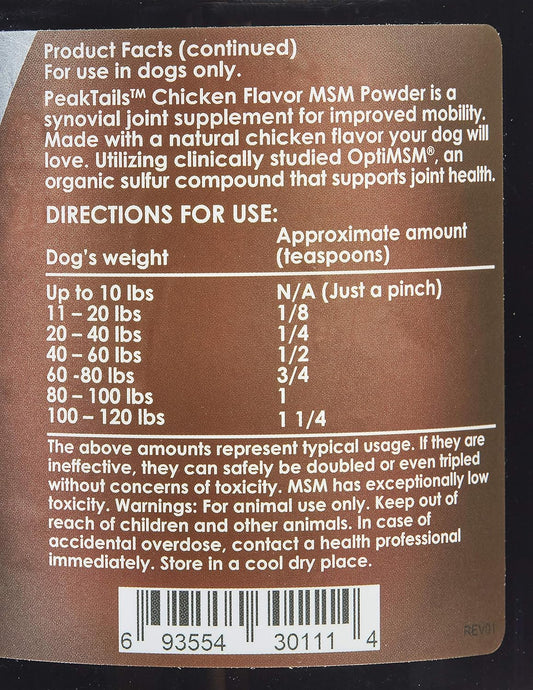 Product Facts (continued)
For use in dogs only.
PeakTails™ Chicken Flavor MSM Powder is a
synovial joint supplement for improved mobility.
Made with a natural chicken flavor your dog will
love. Utilizing clinically studied OptiMSM®, an
organic sulfur compound that supports joint health.
DIRECTIONS FOR USE:
Dog's weight Approximate amount
(teaspoons)
Up to 10 lbs N/A (Just a pinch)
11 – 20 lbs 1/8
20 – 40 lbs 1/4
40 – 60 lbs 1/2
60 -80 lbs 3/4
80 – 100 lbs 1
100 – 120 lbs 1 1/4
The above amounts represent typical usage. If they are
ineffective, they can safely be doubled or even tripled
without concerns of toxicity. MSM has exceptionally low
toxicity. Warnings: For animal use only. Keep out of
reach of children and other animals. In case of
accidental overdose, contact a health professional
immediately. Store in a cool dry place.
6 93554 30111 4
REV01